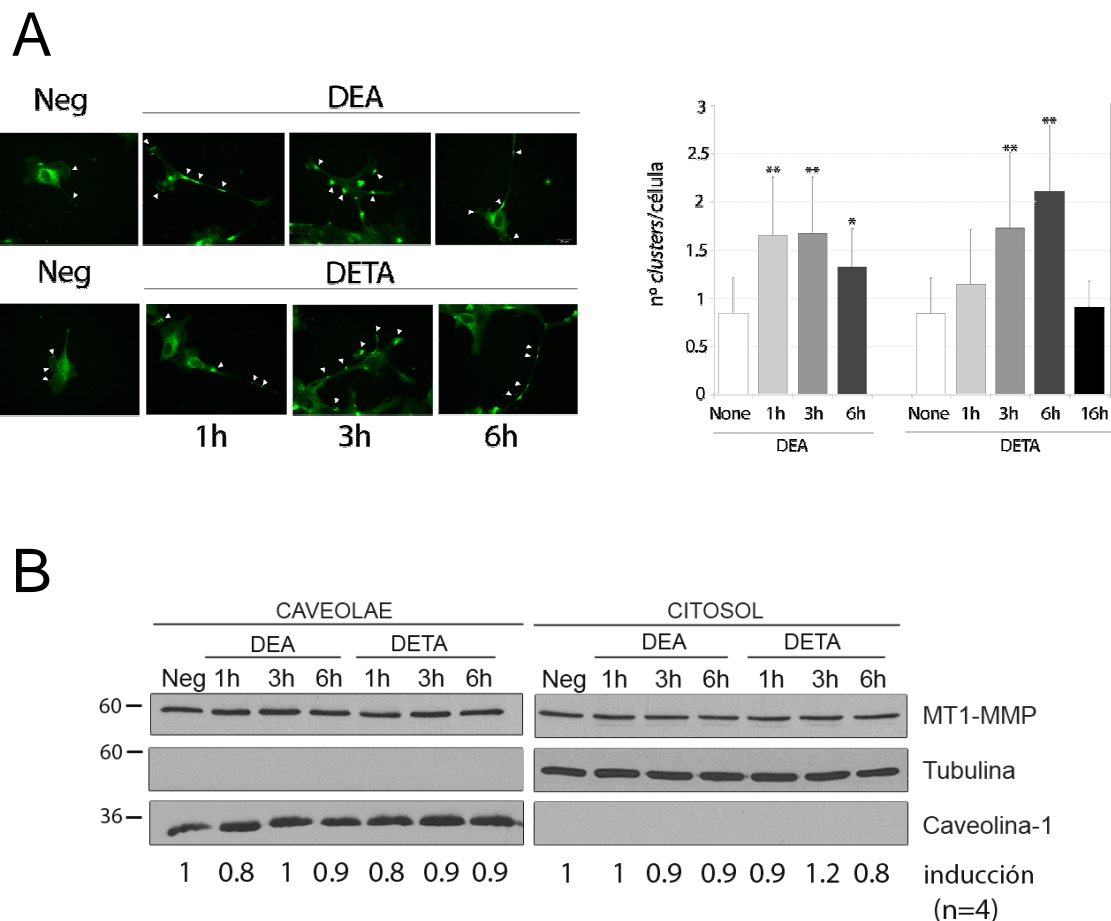 A
Neg
DEA
Neg
DETA
1h 3h 6h
nº clusters/célula
3
2.5
2
1.5
1
0.5
0
** ** * ** **
None 1h 3h 6h None 1h 3h 6h 16h
DEA DETA
B
CAVEOLAE CITOSOL
DEA DETA DEA DETA
Neg 1h 3h 6h 1h 3h 6h Neg 1h 3h 6h 1h 3h 6h
60 MT1-MMP
60 Tubulina
36 Caveolina-1
1 0.8 1 0.9 0.8 0.9 0.9 1 1 0.9 0.9 0.9 1.2 0.8 inducción
(n=4)